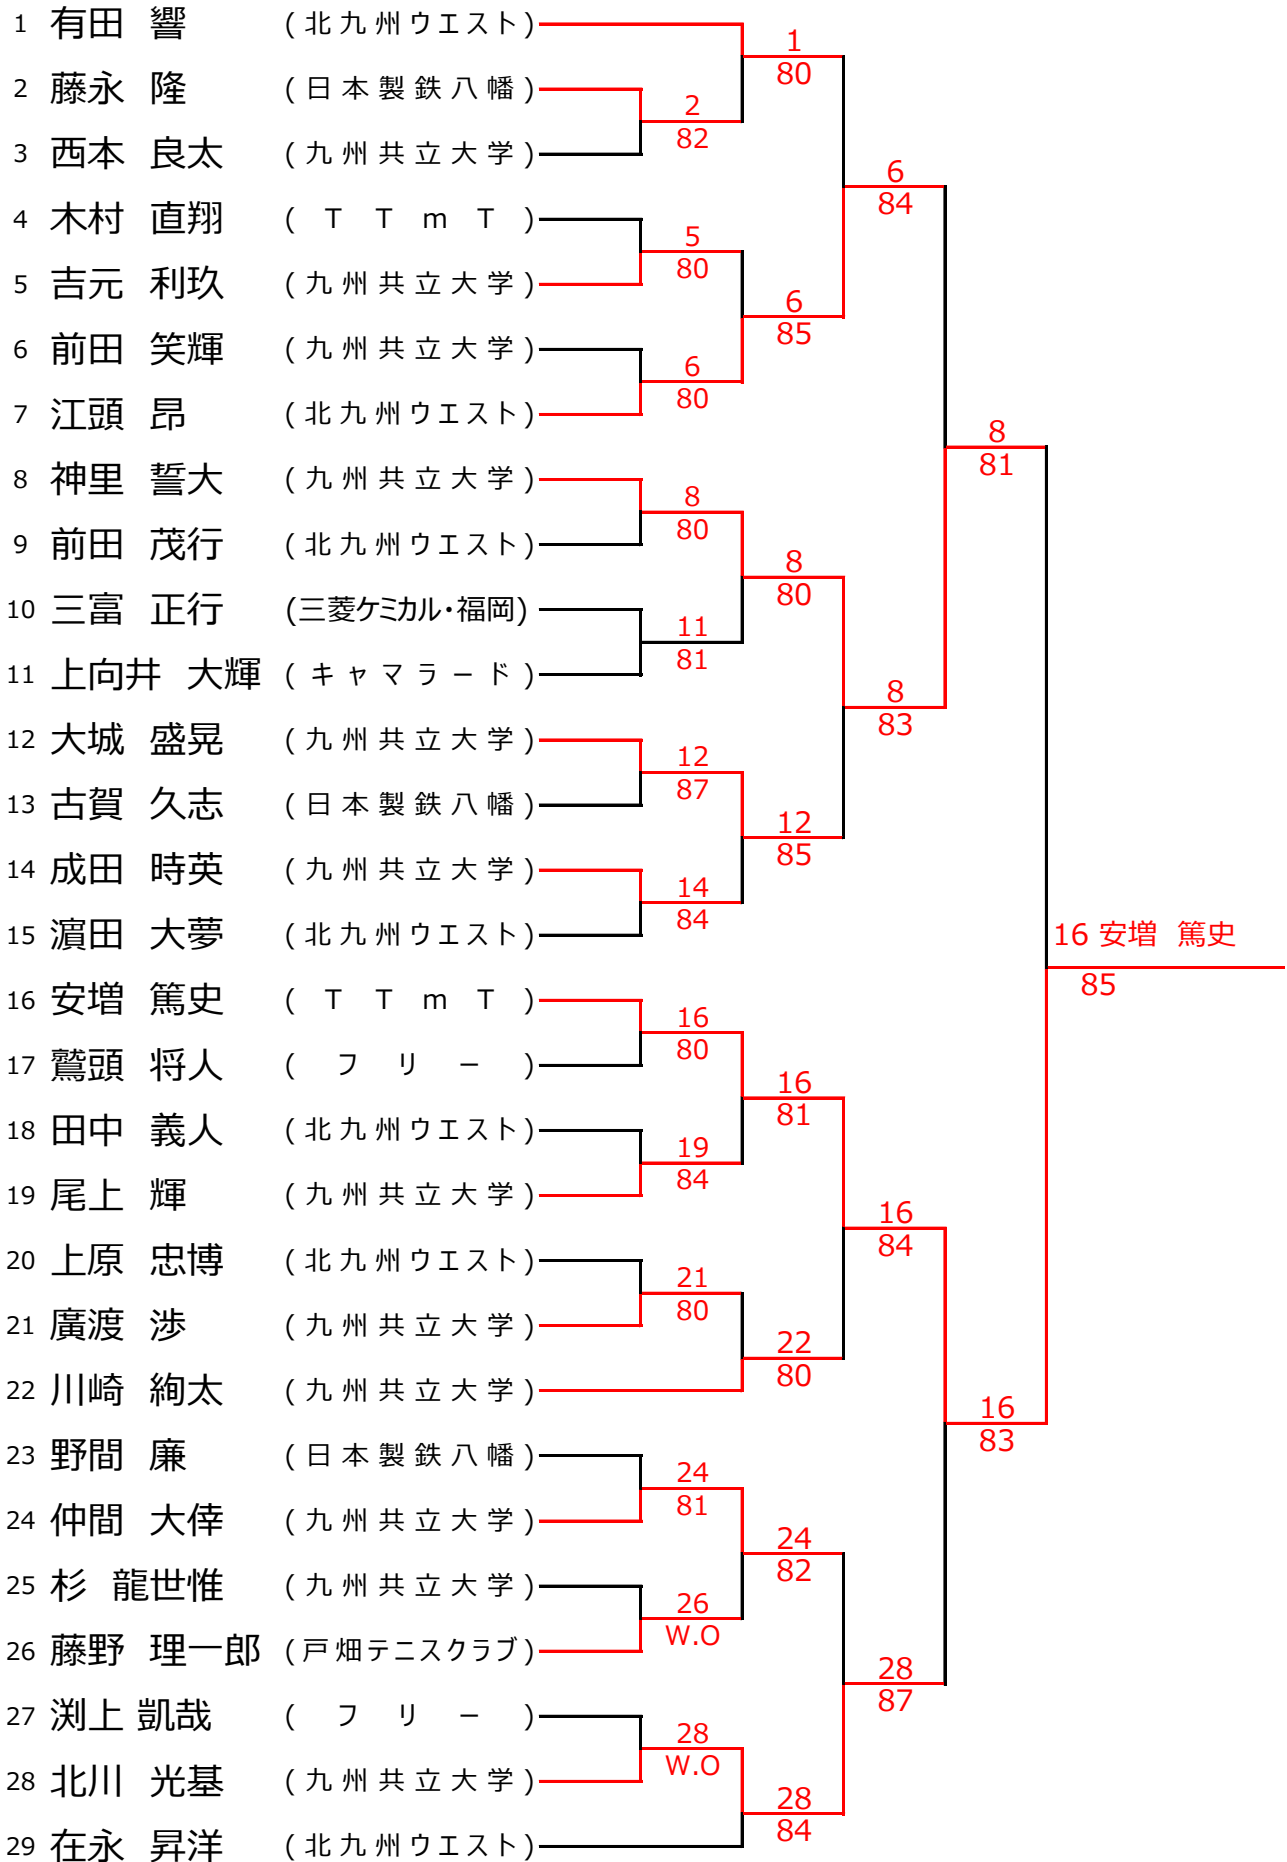 1 有田 響 (北九州ウエスト)
2 藤永 隆 (日本製鉄八幡)
3 西本 良太 (九州共立大学)
4 木村 直翔 (TTmT)
5 吉元 利玖 (九州共立大学)
6 前田 笑輝 (九州共立大学)
7 江頭 昂 (北九州ウエスト)
8 神里 誓大 (九州共立大学)
9 前田 茂行 (北九州ウエスト)
10 三富 正行 (三菱ケミカル・福岡)
11 上向井 大輝 (キャマラード)
12 大城 盛晃 (九州共立大学)
13 古賀 久志 (日本製鉄八幡)
14 成田 時英 (九州共立大学)
15 濵田 大夢 (北九州ウエスト)
16 安増 篤史 (TTmT)
17 鷲頭 将人 (フリー)
18 田中 義人 (北九州ウエスト)
19 尾上 輝 (九州共立大学)
20 上原 忠博 (北九州ウエスト)
21 廣渡 渉 (九州共立大学)
22 川崎 絢太 (九州共立大学)
23 野間 廉 (日本製鉄八幡)
24 仲間 大倖 (九州共立大学)
25 杉 龍世惟 (九州共立大学)
26 藤野 理一郎 (戸畑テニスクラブ)
27 渕上 凱哉 (フリー)
28 北川 光基 (九州共立大学)
29 在永 昇洋 (北九州ウエスト)
2
82
5
80
6
80
8
80
11
81
12
87
14
84
16
80
19
84
21
80
24
81
26
W.O
28
W.O
1
80
6
85
8
80
12
85
16
81
22
80
24
82
28
84
6
84
8
83
16
84
28
87
8
81
16
83
16 安増 篤史
85